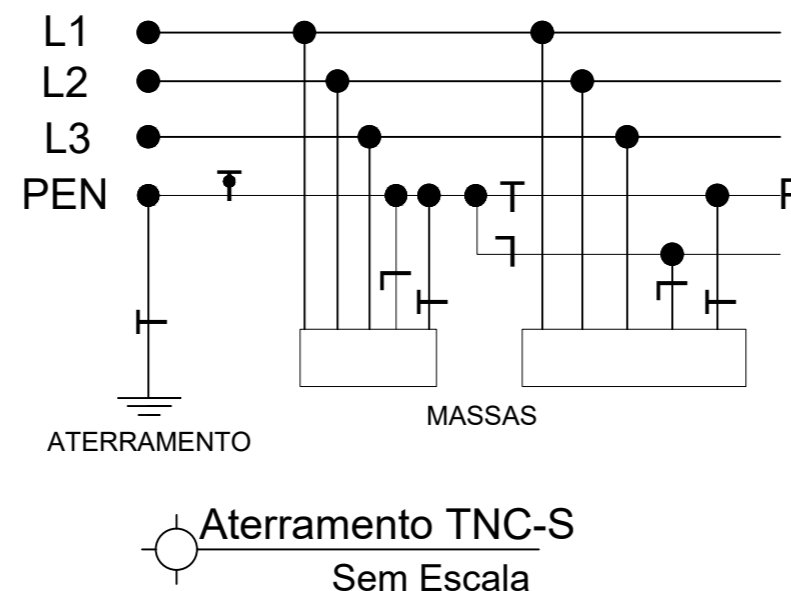 L1
L2
L3
PEN
MASSAS
ATERRAMENTO
Aterramento TNC-S
Sem Escala